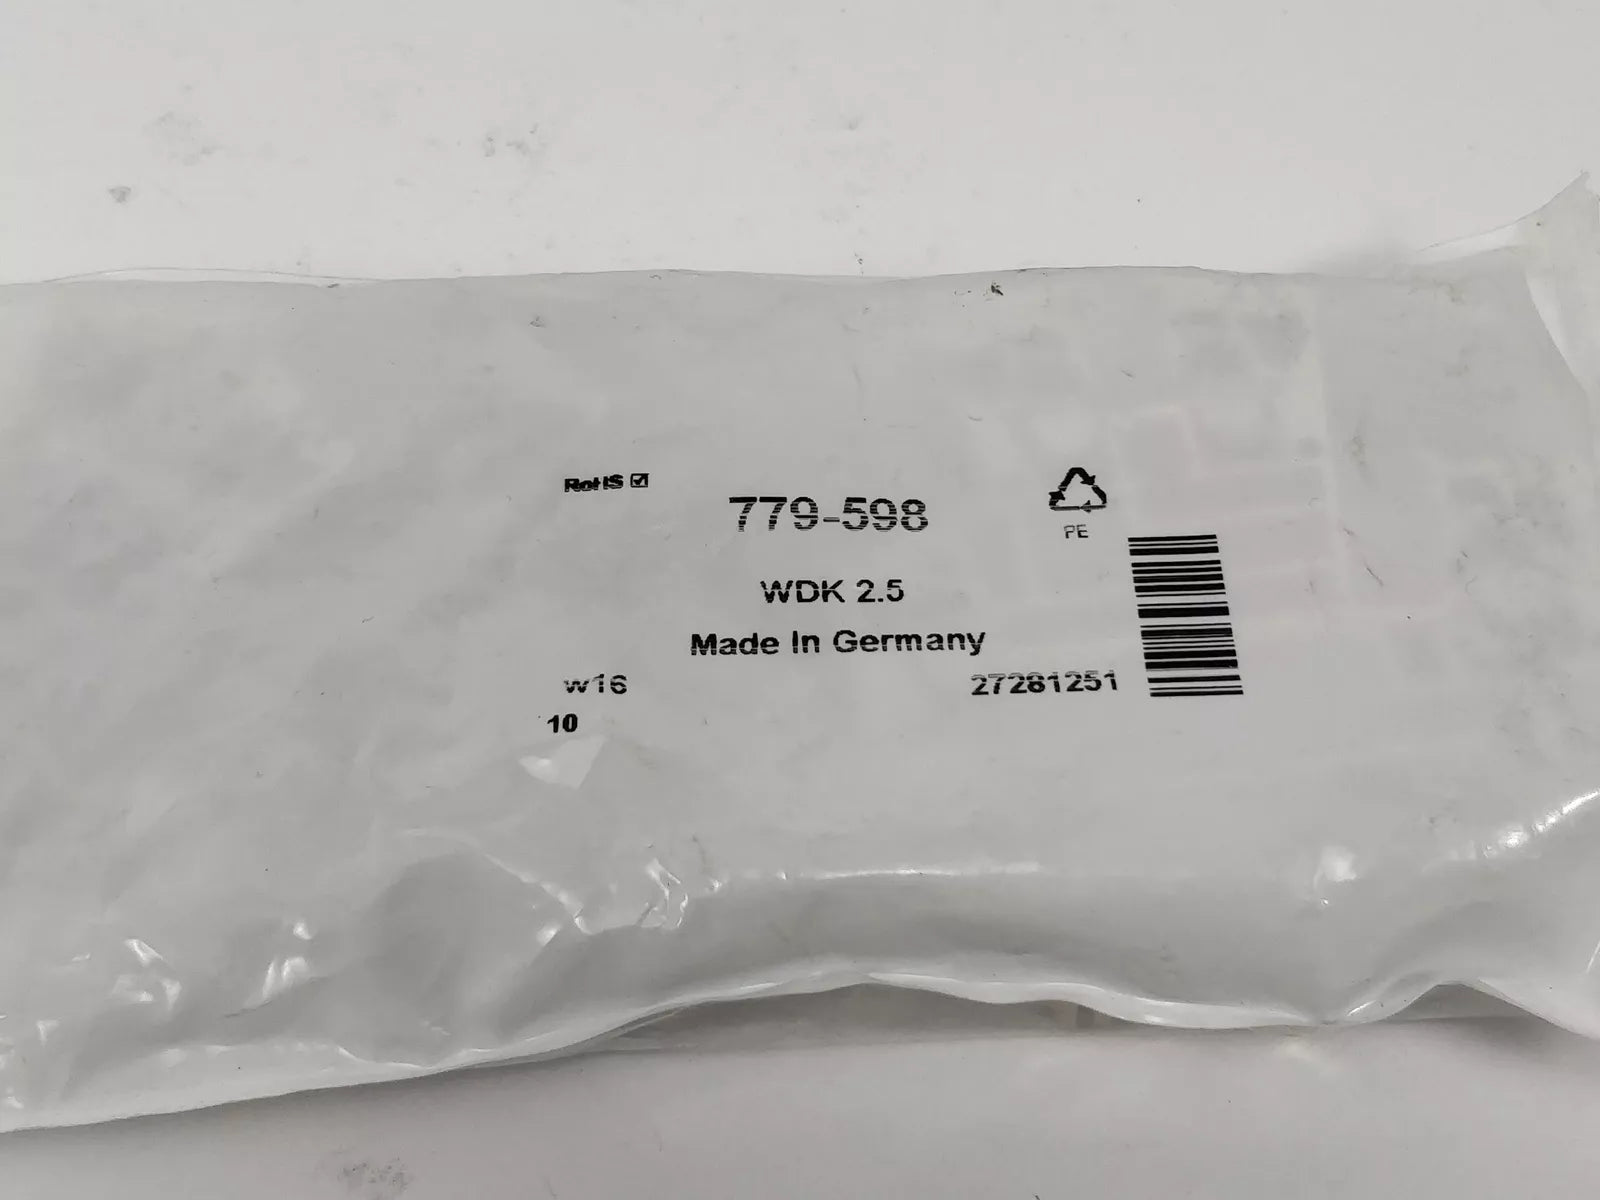 RoHS
779-598
PE
WDK 2.5
Made In Germany
w16
27281251
10